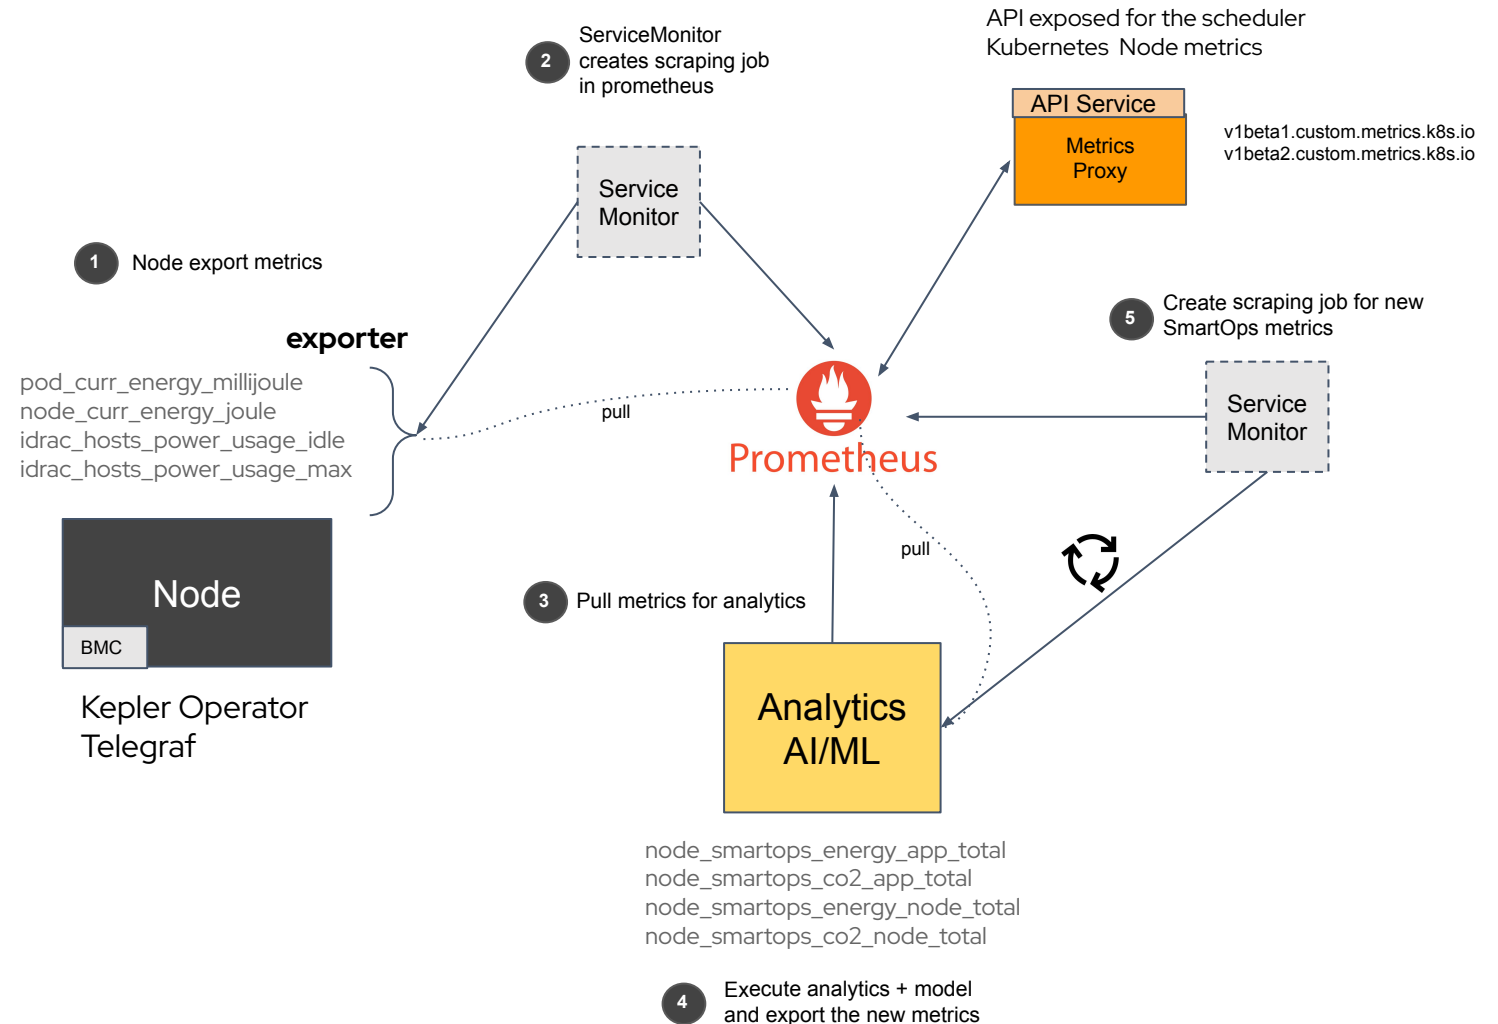 API exposed for the scheduler
Kubernetes Node metrics
2
ServiceMonitor
creates scraping job
in prometheus
API Service
Metrics
Proxy
v1beta1.custom.metrics.k8s.io
v1beta2.custom.metrics.k8s.io
Service
Monitor
1
Node export metrics
5
Create scraping job for new
SmartOps metrics
exporter
pod_curr_energy_millijoule
node_curr_energy_joule
idrac_hosts_power_usage_idle
idrac_hosts_power_usage_max
pull
Prometheus
Service
Monitor
pull
Node
BMC
3
Pull metrics for analytics
Kepler Operator
Telegraf
Analytics
AI/ML
node_smartops_energy_app_total
node_smartops_co2_app_total
node_smartops_energy_node_total
node_smartops_co2_node_total
4
Execute analytics + model
and export the new metrics